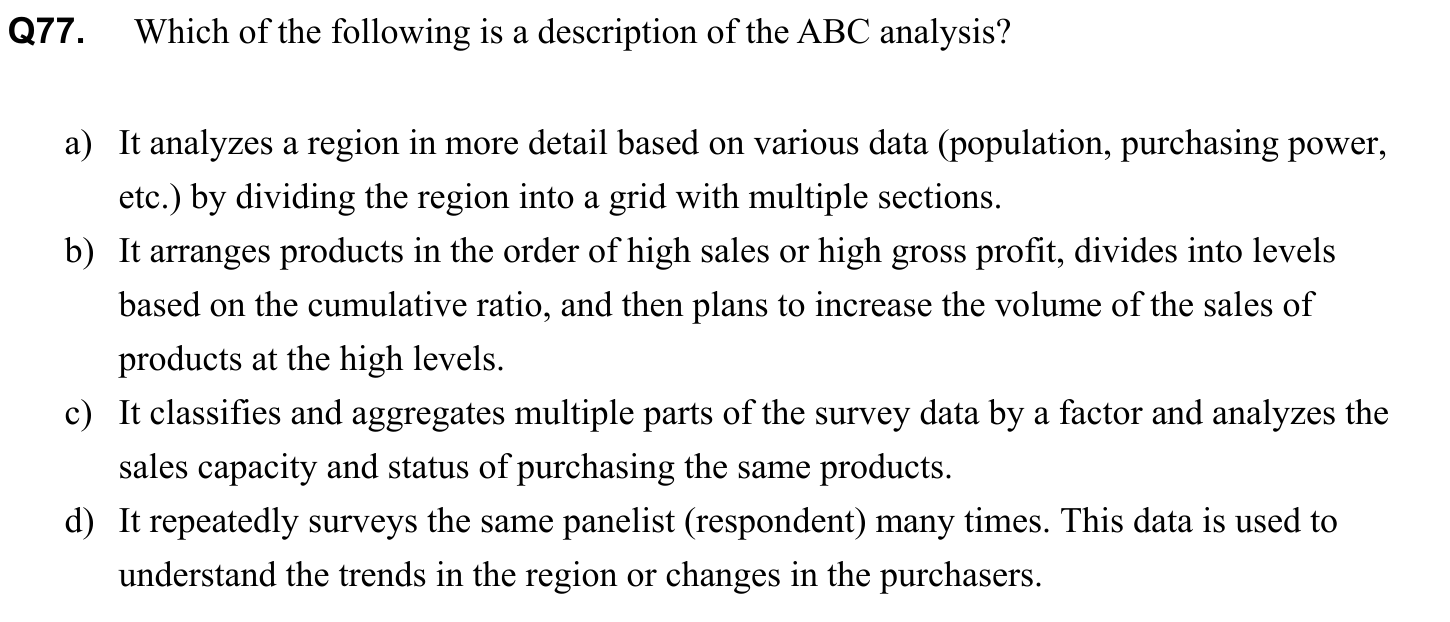 Q77. Which of the following is a description of the ABC analysis?
a) It analyzes a region in more detail based on various data (population, purchasing power,
etc.) by dividing the region into a grid with multiple sections.
b) It arranges products in the order of high sales or high gross profit, divides into levels
based on the cumulative ratio, and then plans to increase the volume of the sales of
products at the high levels.
c) It classifies and aggregates multiple parts of the survey data by a factor and analyzes the
sales capacity and status of purchasing the same products.
d) It repeatedly surveys the same panelist (respondent) many times. This data is used to
understand the trends in the region or changes in the purchasers.